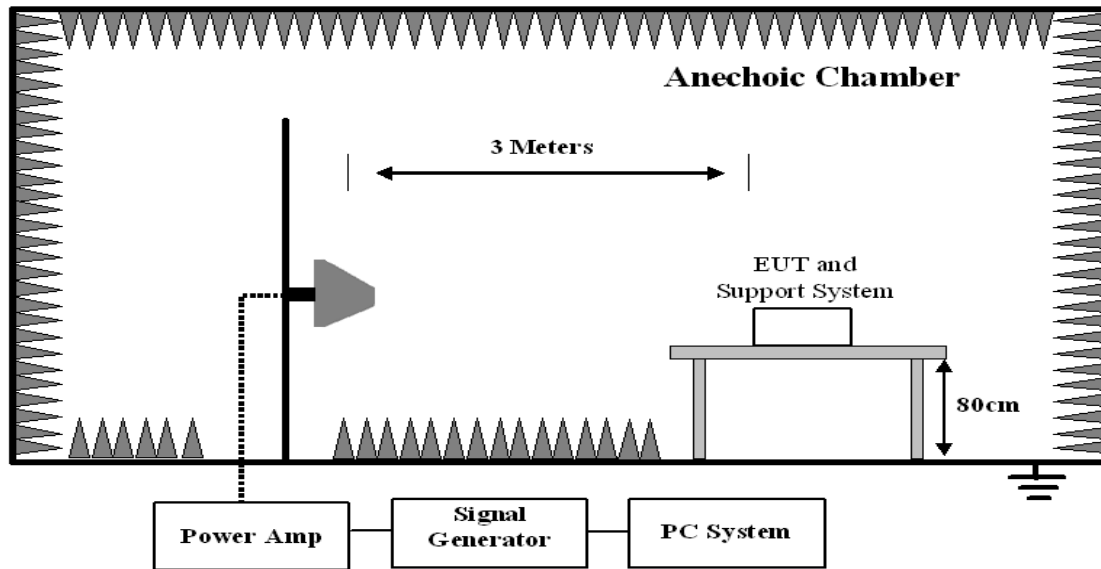 Anechoic Chamber
3 Meters
EUT and
Support System
80cm
Power Amp
Signal
Generator
PC System